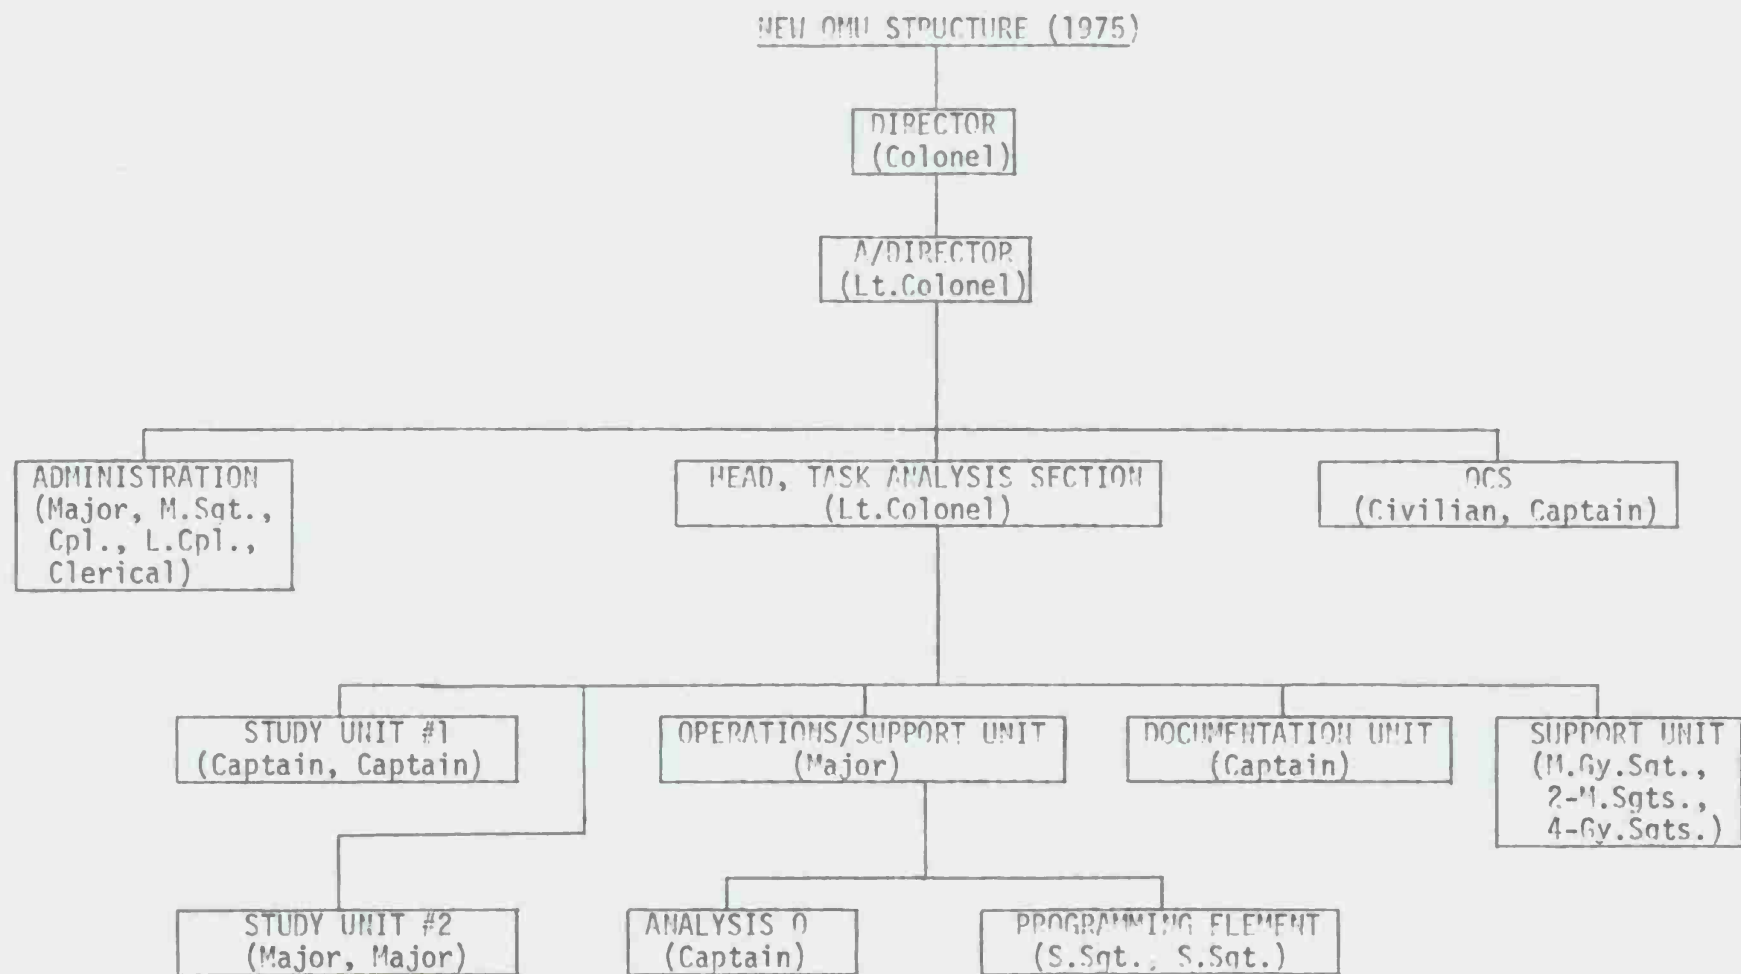 NEW OMU STRUCTURE (1975)
DIRECTOR
(Colonel)
A/DIRECTOR
(Lt.Colonel)
ADMINISTRATION
(Major, M.Sgt.,
Cpl., L.Cpl.,
Clerical)
HEAD, TASK ANALYSIS SECTION
(Lt.Colonel)
OCS
(Civilian, Captain)
STUDY UNIT #1
(Captain, Captain)
OPERATIONS/SUPPORT UNIT
(Major)
DOCUMENTATION UNIT
(Captain)
SUPPORT UNIT
(M.Gy.Sgt.,
2-M.Sgts.,
4-Gy.Sgts.)
STUDY UNIT #2
(Major, Major)
ANALYSIS O
(Captain)
PROGRAMMING ELEMENT
(S.Sgt., S.Sgt.)